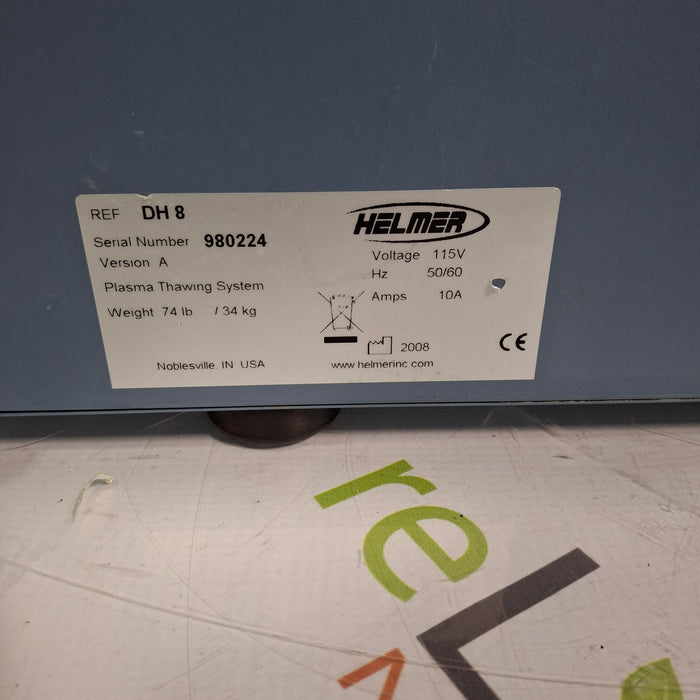 REF DH 8
HELMER
Serial Number 980224
Version A
Voltage 115V
Hz 50/60
Plasma Thawing System
Amps 10A
Weight 74 lb / 34 kg
2008
CE
Noblesville, IN USA
www.helmerinc.com
re
L